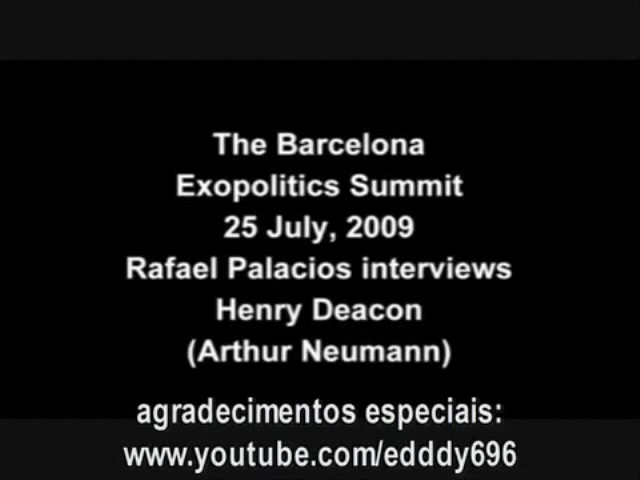 The Barcelona
Exopolitics Summit
25 July, 2009
Rafael Palacios interviews
Henry Deacon
(Arthur Neumann)
agradecimentos especiais:
www.youtube.com/edddy696